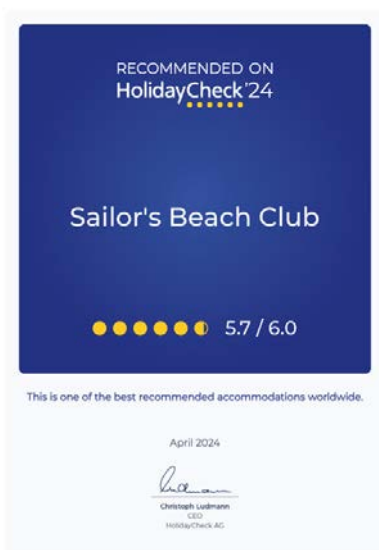 RECOMMENDED ON
HolidayCheck'24
Sailor's Beach Club
5.7 / 6.0
This is one of the best recommended accommodations worldwide.
April 2024
Christoph Ludmann
CEO
HolidayCheck AG